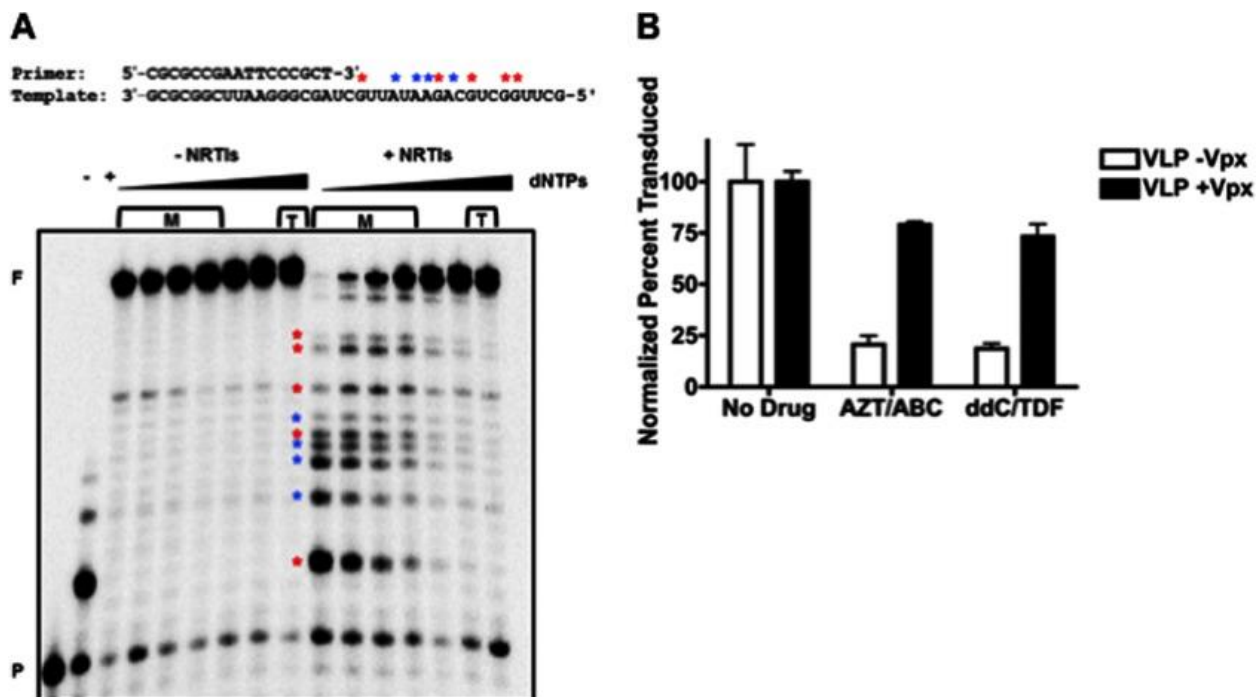 A
Primer: 5'-CGCGCCGAATTCCCGCT-3'
Template: 3'-GCGCGGCUUAAGGGCGAUCGUUAUAAGACGUCGGUUCG-5'
- NRTIs + NRTIs
- + dNTPs
M T M T
F
P
B
Normalized Percent Transduced
100
75
50
25
0
No Drug AZT/ABC ddC/TDF
VLP -Vpx
VLP +Vpx